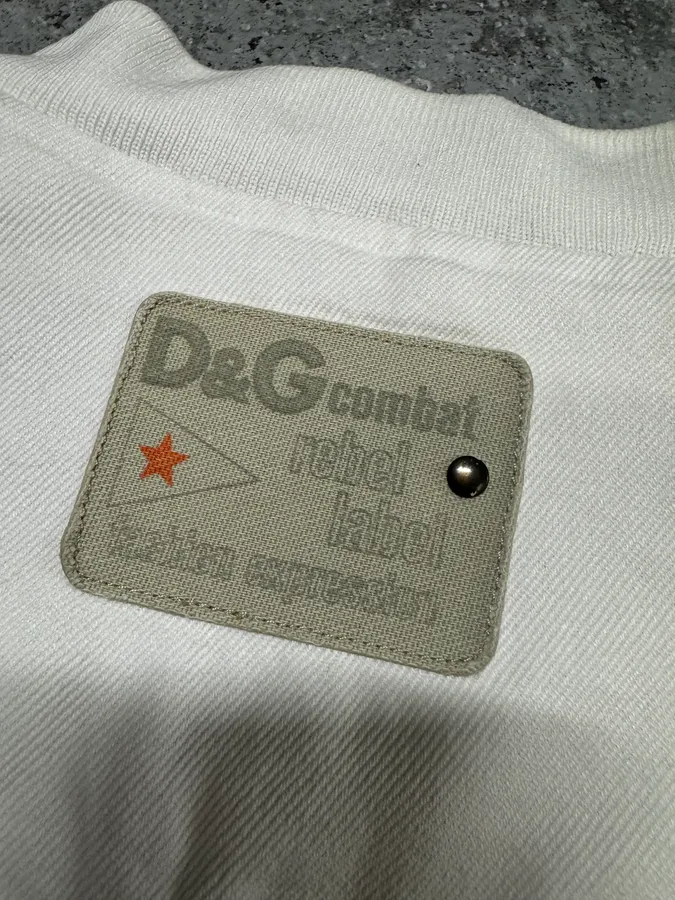 D&G combat
rebel
label
fashion expression